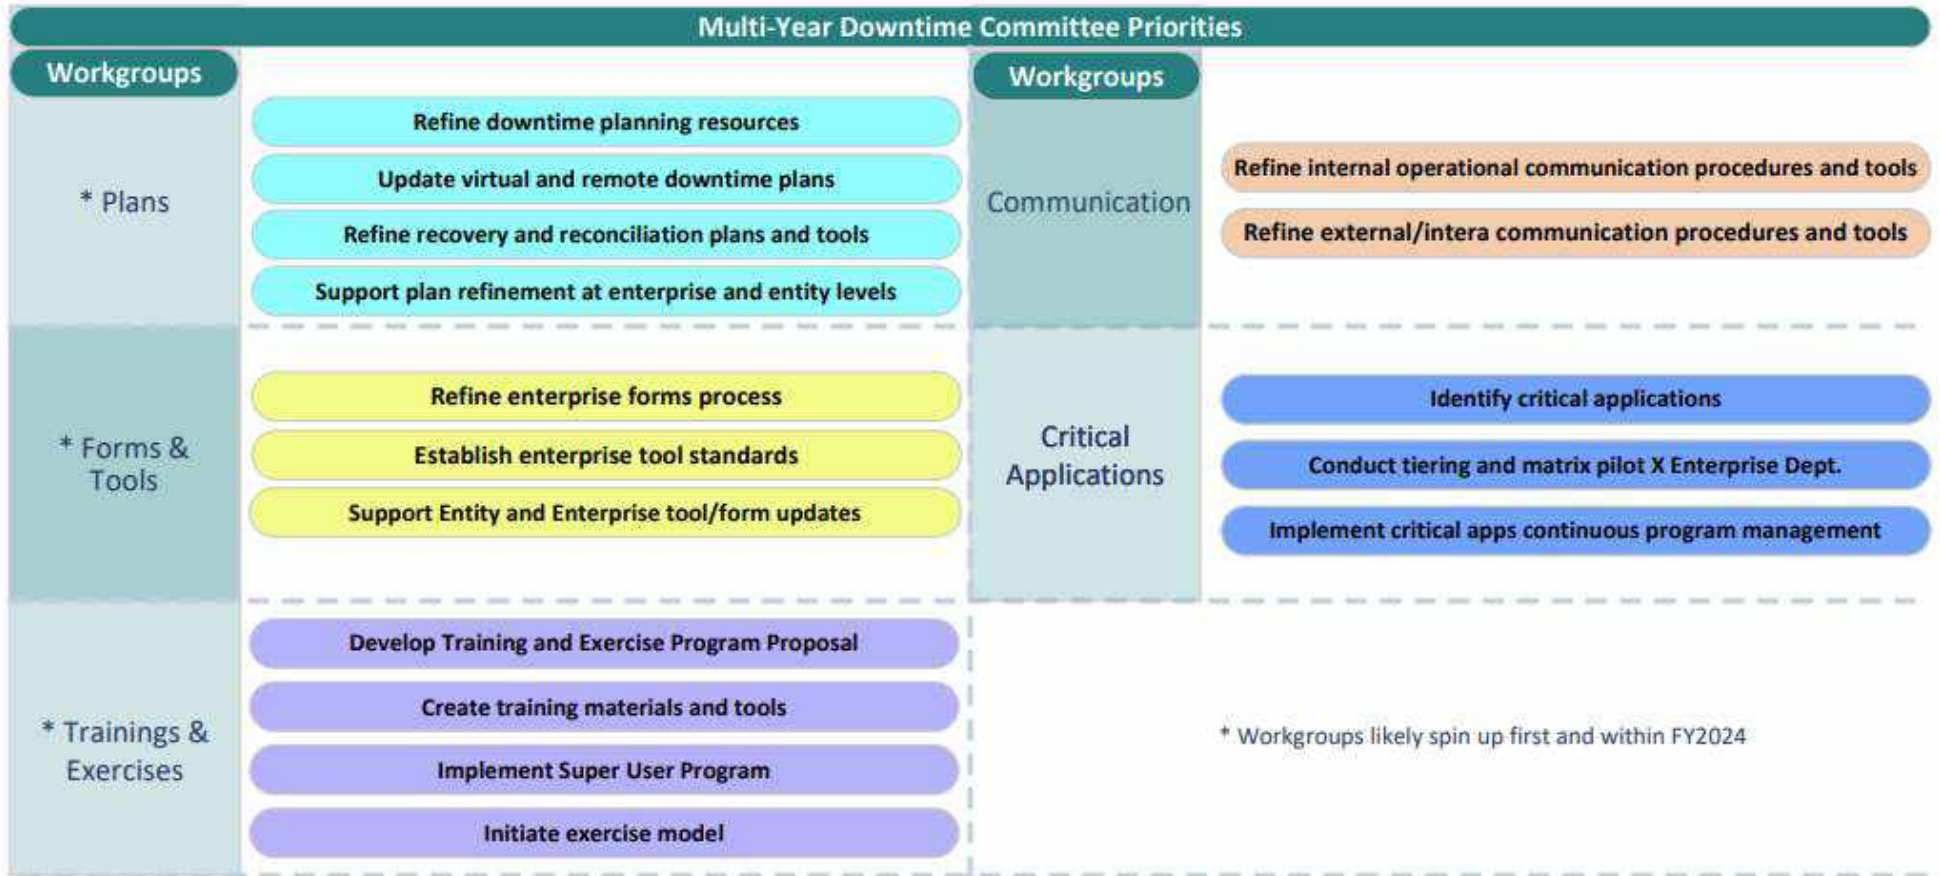 Multi-Year Downtime Committee Priorities
Workgroups
* Plans
Refine downtime planning resources
Update virtual and remote downtime plans
Refine recovery and reconciliation plans and tools
Support plan refinement at enterprise and entity levels
* Forms &
Tools
Refine enterprise forms process
Establish enterprise tool standards
Support Entity and Enterprise tool/form updates
* Trainings &
Exercises
Develop Training and Exercise Program Proposal
Create training materials and tools
Implement Super User Program
Initiate exercise model
Workgroups
Communication
Refine internal operational communication procedures and tools
Refine external/intera communication procedures and tools
Critical
Applications
Identify critical applications
Conduct tiering and matrix pilot X Enterprise Dept.
Implement critical apps continuous program management
* Workgroups likely spin up first and within FY2024